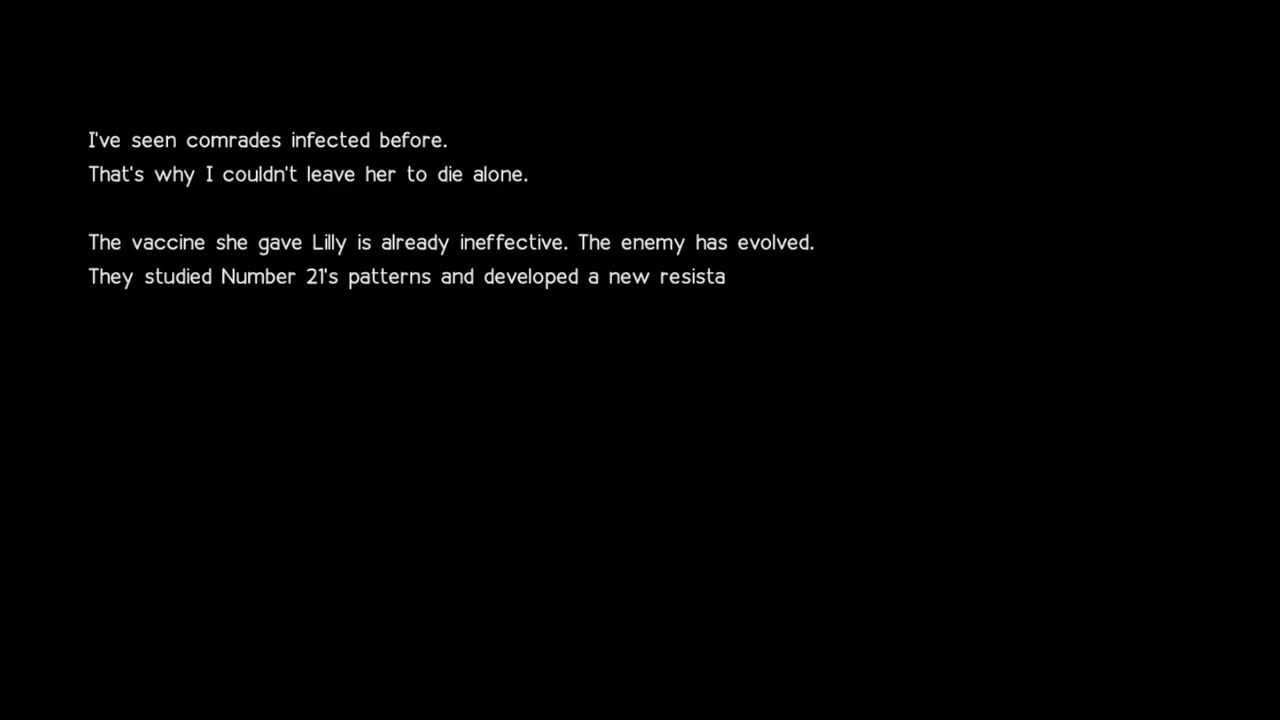 I've seen comrades infected before.
That's why I couldn't leave her to die alone.
The vaccine she gave Lilly is already ineffective. The enemy has evolved.
They studied Number 21's patterns and developed a new resista